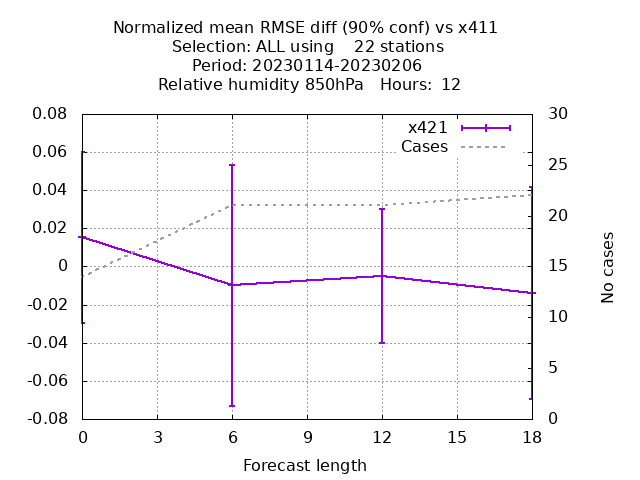 Normalized mean RMSE diff (90% conf) vs x411
Selection: ALL using    22 stations
Period: 20230114-20230206
Relative humidity 850hPa   Hours:  12
x421
Cases
0.08
0.06
0.04
0.02
0
-0.02
-0.04
-0.06
-0.08
30
25
20
15
10
5
0
No cases
0 3 6 9 12 15 18
Forecast length